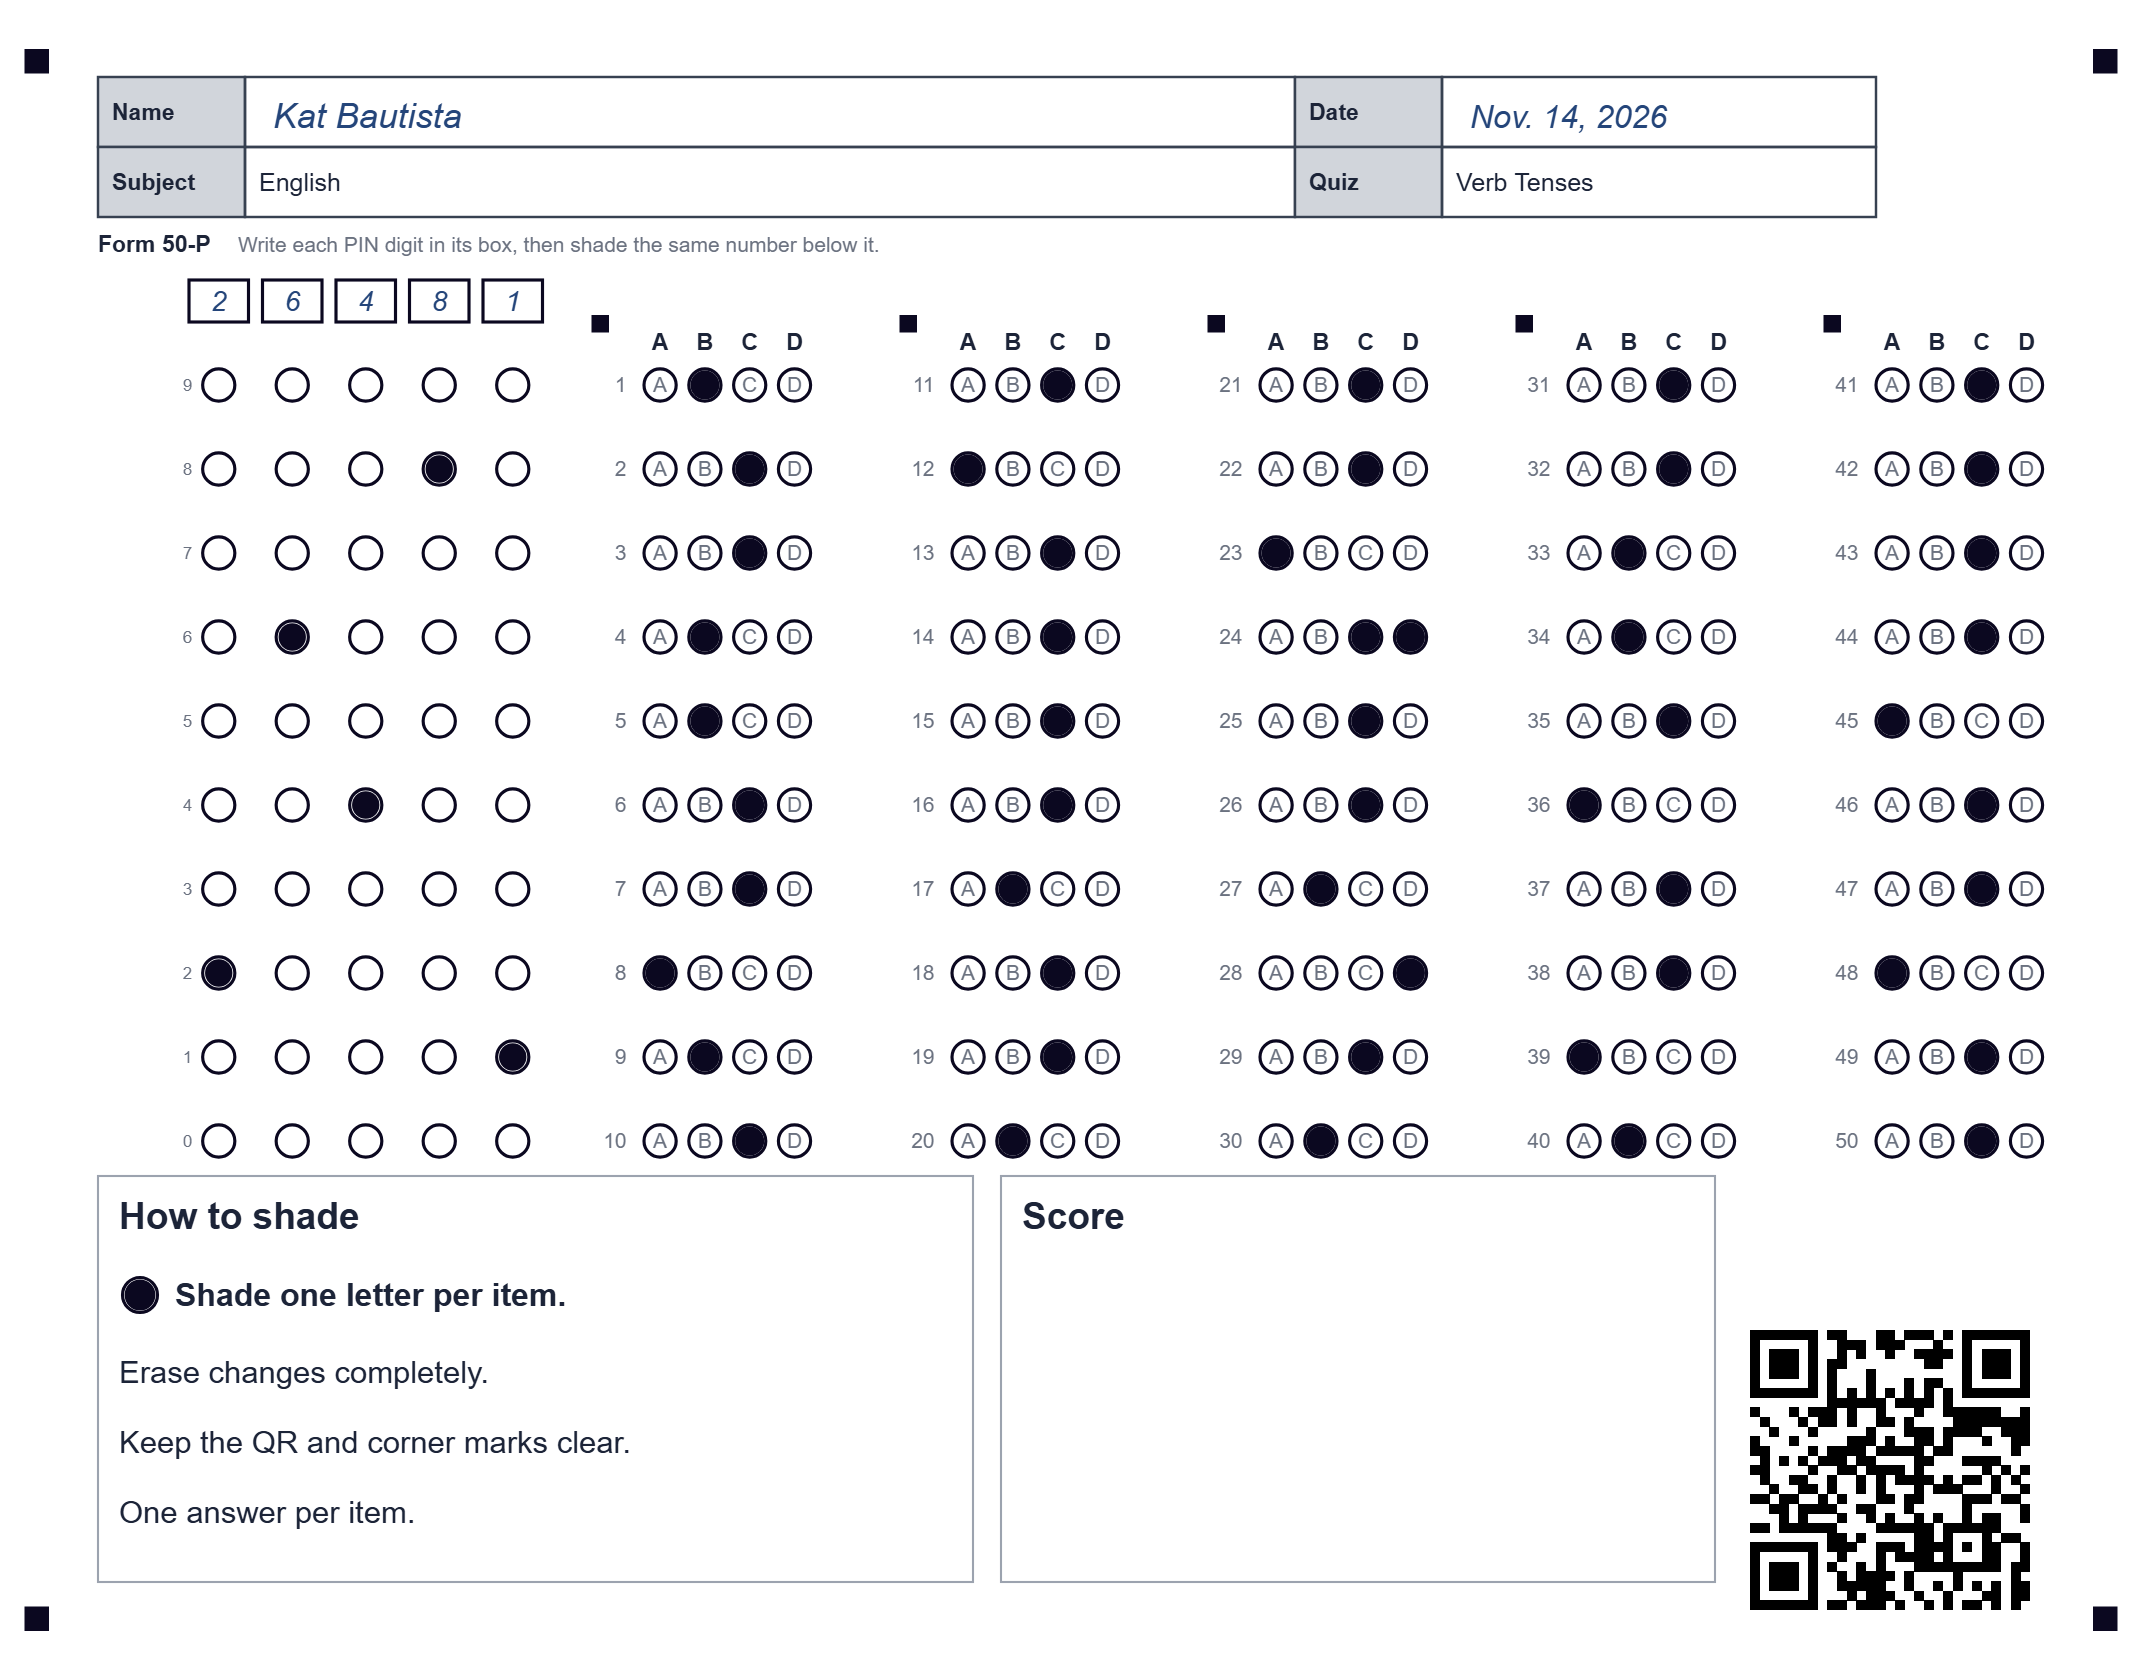 Name Kat Bautista Date Nov. 14, 2026
Subject English Quiz Verb Tenses
Form 50-P Write each PIN digit in its box, then shade the same number below it.
2 6 4 8 1
A B C D A B C D A B C D A B C D A B C D
9 1 A C D 11 A B D 21 A B D 31 A B D 41 A B D
8 2 A B D 12 B C D 22 A B D 32 A B D 42 A B D
7 3 A B D 13 A B D 23 B C D 33 A C D 43 A B D
6 4 A C D 14 A B D 24 A B 34 A C D 44 A B D
5 5 A C D 15 A B D 25 A B D 35 A B D 45 B C D
4 6 A B D 16 A B D 26 A B D 36 B C D 46 A B D
3 7 A B D 17 A C D 27 A C D 37 A B D 47 A B D
2 8 B C D 18 A B D 28 A B C 38 A B D 48 B C D
1 9 A C D 19 A B D 29 A B D 39 B C D 49 A B D
0 10 A B D 20 A C D 30 A C D 40 A C D 50 A B D
How to shade
Shade one letter per item.
Erase changes completely.
Keep the QR and corner marks clear.
One answer per item.
Score